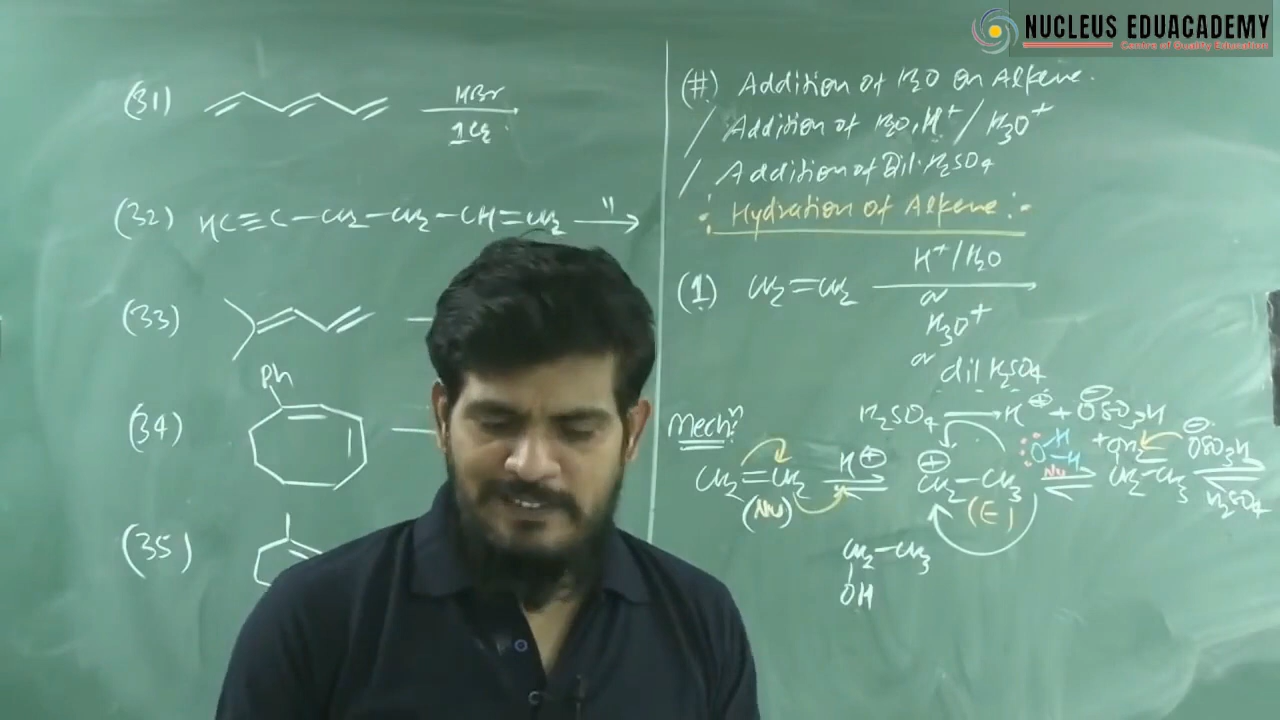 NUCLEUS EDUACADEMY
Centre of Quality Education
(31) HBr
1 Eq.
(32) HC≡C-CH2-CH2-CH=CH2 "
(33)
(34) Ph
(35)
(#) Addition of H2O on Alkene.
/ Addition of H2O, H+ / H3O+
/ Addition of Dil. H2SO4
:- Hydration of Alkene :-
(1) CH2=CH2 H+/H2O
or
H3O+
or
dil H2SO4
H2SO4 → H⊕ + ⊖OSO3H
Mechn:
CH2=CH2 H⊕ ⊕CH2-CH3 :O-H H +OH2 CH2-CH3 ⊖OSO3H H2SO4
(Nu) (E) Nu
CH2-CH3
OH